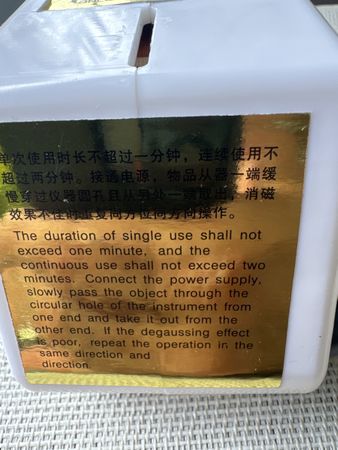 单次使用时长不超过一分钟，连续使用不
超过两分钟。接通电源，物品从器一端缓
慢穿过仪器圆孔且从另外一端取出，消磁
效果不佳时重复同方位同方向操作。
The duration of single use shall not
exceed one minute, and the
continuous use shall not exceed two
minutes. Connect the power supply,
slowly pass the object through the
circular hole of the instrument from
one end and take it out from the
other end. If the degaussing effect
is poor, repeat the operation in the
same direction and
direction.